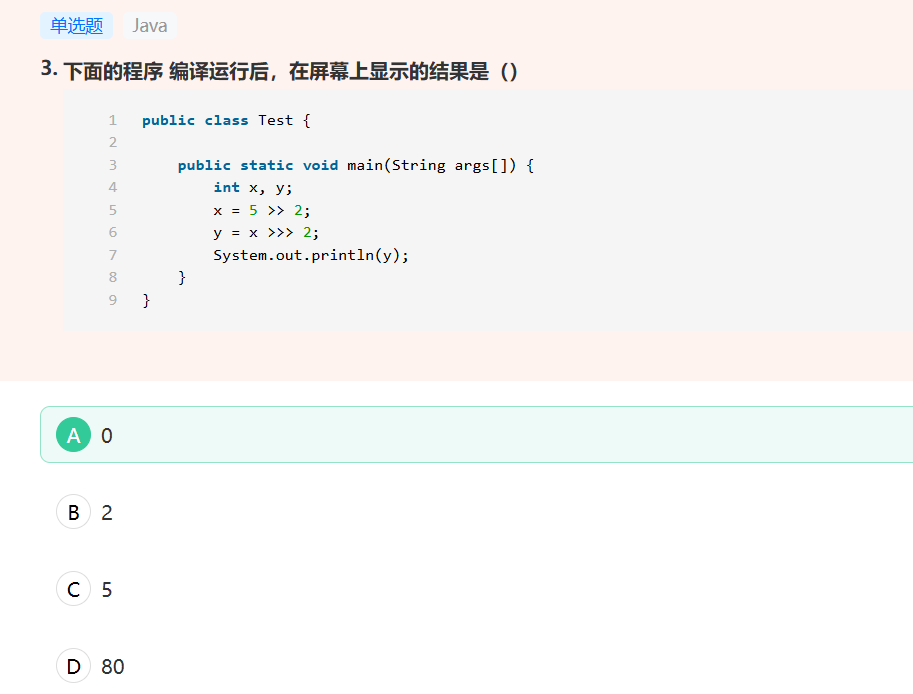 单选题 Java
3. 下面的程序 编译运行后，在屏幕上显示的结果是（）
1 public class Test {
2
3     public static void main(String args[]) {
4         int x, y;
5         x = 5 >> 2;
6         y = x >>> 2;
7         System.out.println(y);
8     }
9 }
A 0
B 2
C 5
D 80